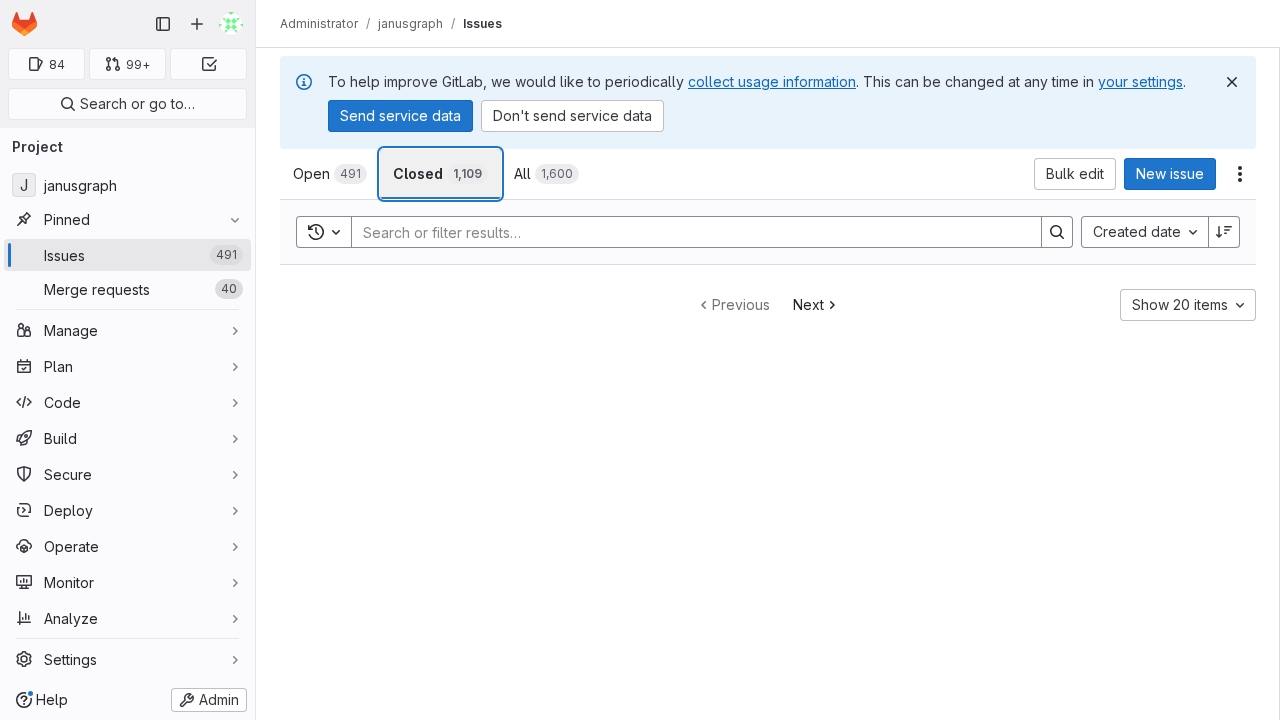 Administrator / janusgraph / Issues
84
99+
Search or go to…
Project
J janusgraph
Pinned
Issues 491
Merge requests 40
Manage
Plan
Code
Build
Secure
Deploy
Operate
Monitor
Analyze
Settings
Help
Admin
To help improve GitLab, we would like to periodically collect usage information. This can be changed at any time in your settings.
Send service data Don't send service data
Open 491 Closed 1,109 All 1,600
Bulk edit New issue
Search or filter results…
Created date
Previous Next
Show 20 items